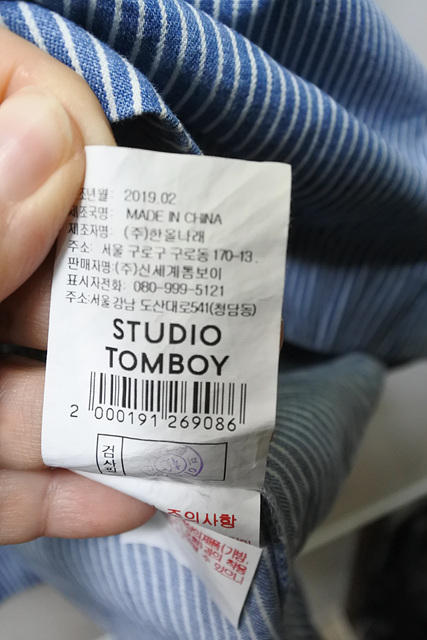 조년월: 2019.02
제조국명: MADE IN CHINA
제조자명: (주)한올나래
주소: 서울 구로구 구로동 170-13.
판매자명:(주)신세계톰보이
표시자전화: 080-999-5121
주소:서울강남 도산대로541(청담동)
STUDIO
TOMBOY
2 000191 269086
검사
주의사항